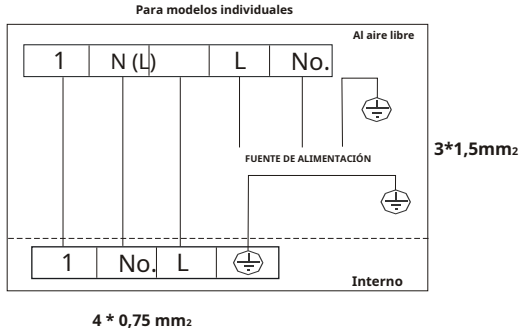 Para modelos individuales
Al aire libre
1 N (L) L No.
FUENTE DE ALIMENTACIÓN
3*1,5mm2
1 No. L
Interno
4 * 0,75 mm2